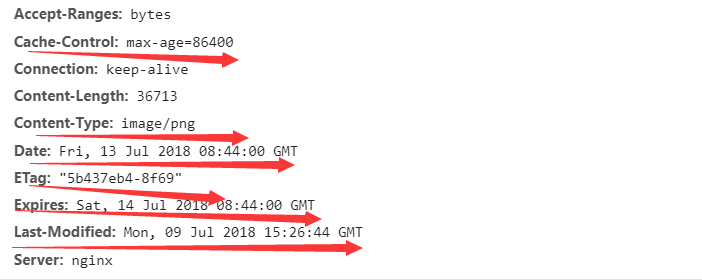 Accept-Ranges: bytes
Cache-Control: max-age=86400
Connection: keep-alive
Content-Length: 36713
Content-Type: image/png
Date: Fri, 13 Jul 2018 08:44:00 GMT
ETag: "5b437eb4-8f69"
Expires: Sat, 14 Jul 2018 08:44:00 GMT
Last-Modified: Mon, 09 Jul 2018 15:26:44 GMT
Server: nginx